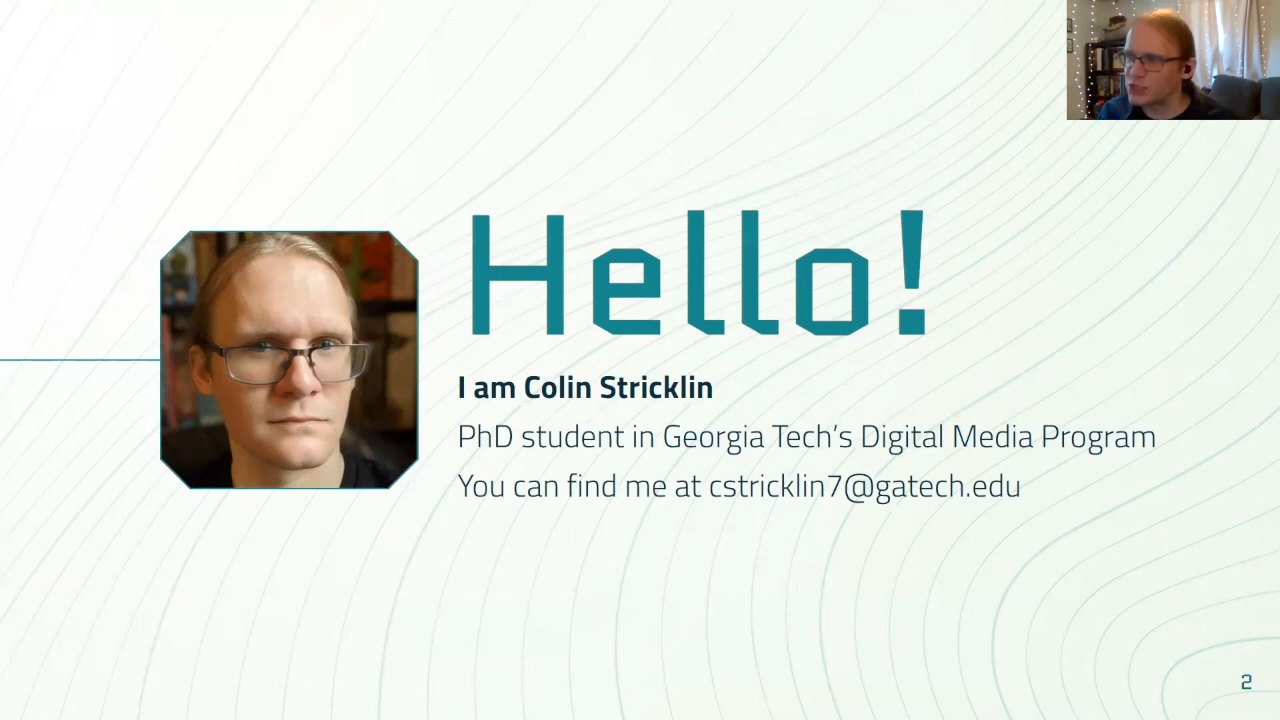 Hello!
I am Colin Stricklin
PhD student in Georgia Tech’s Digital Media Program
You can find me at cstricklin7@gatech.edu
2